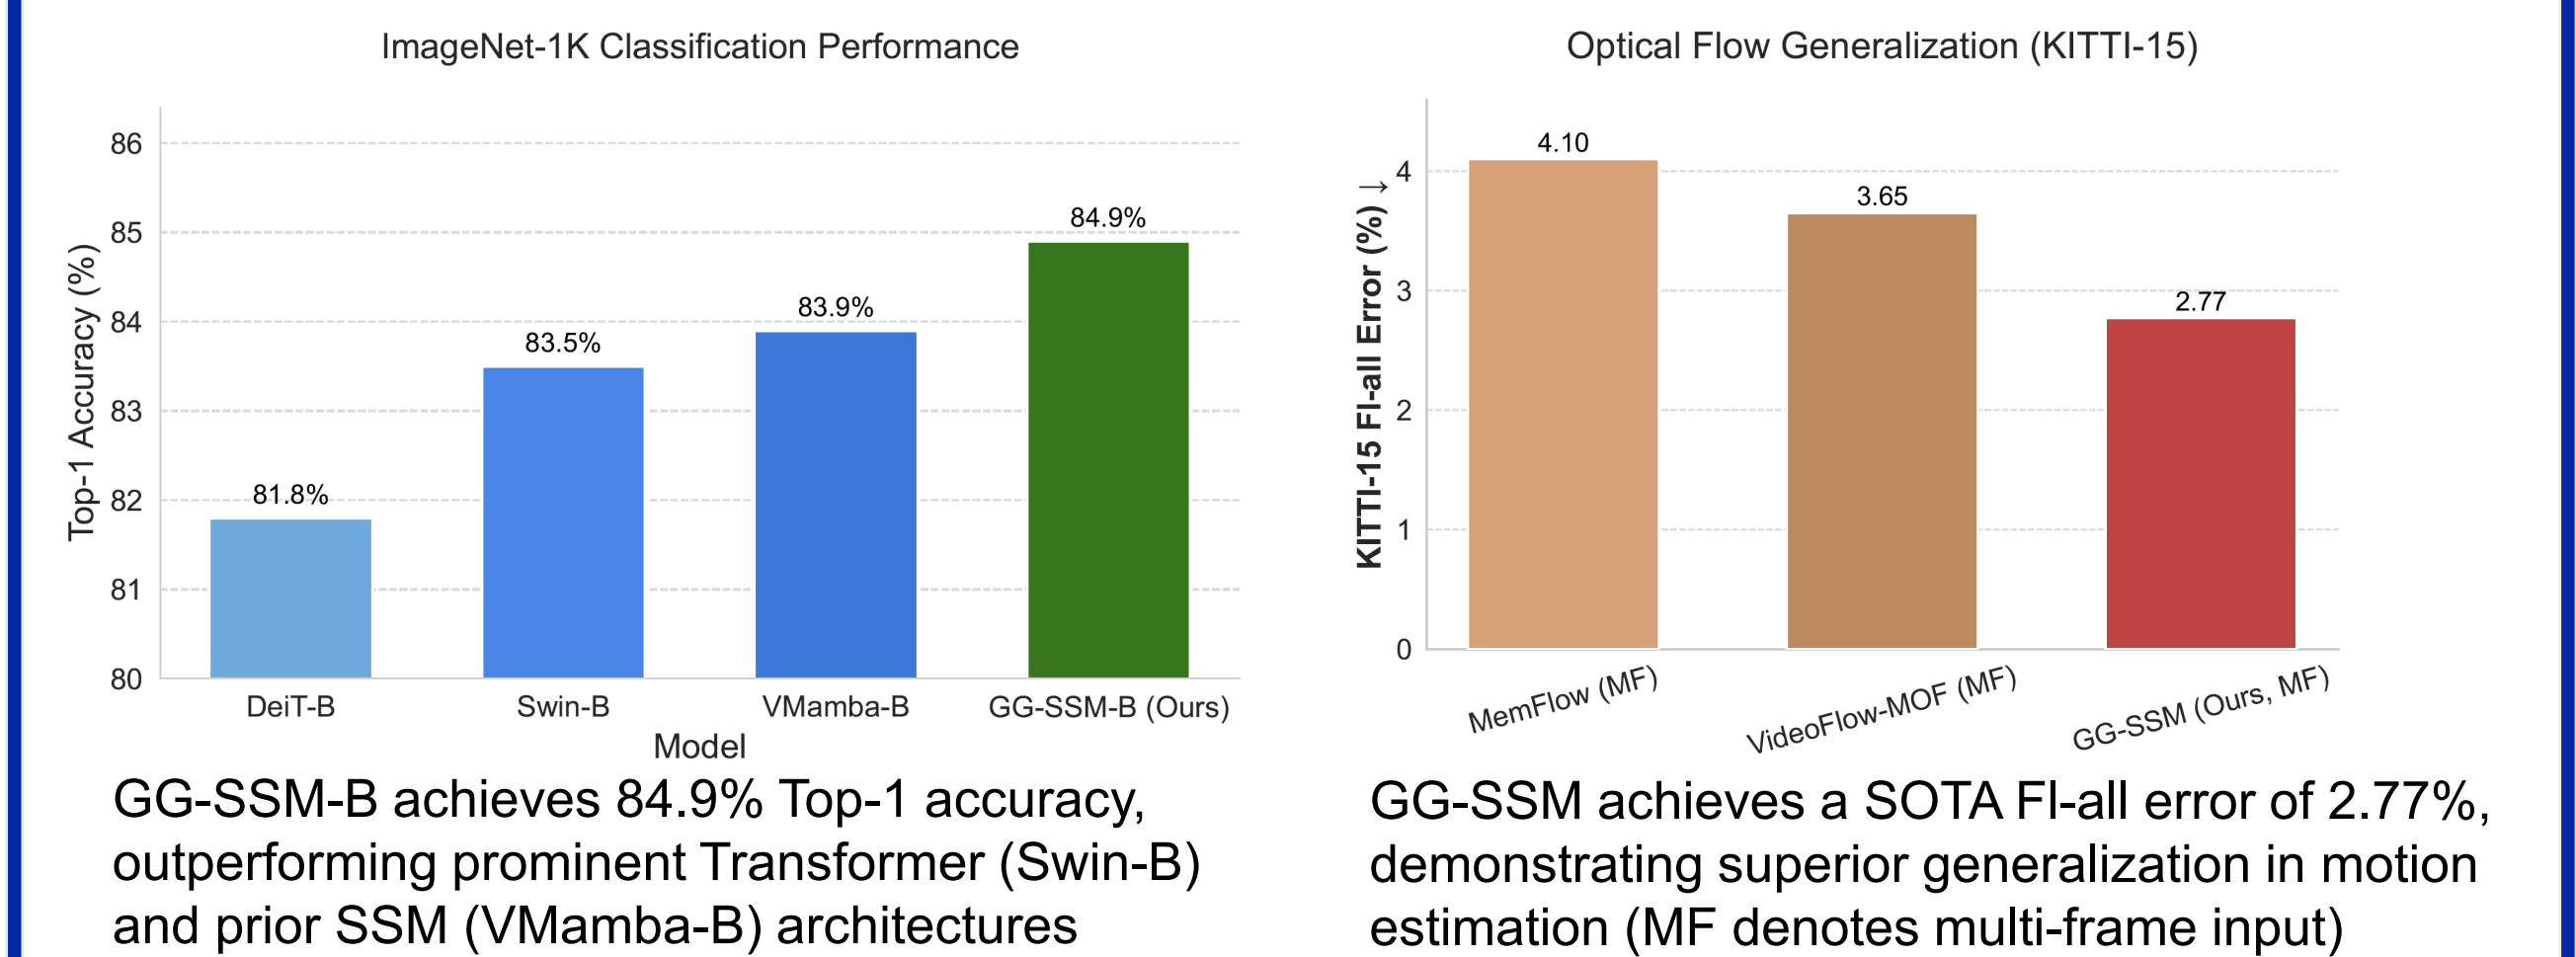 ImageNet-1K Classification Performance
86
85
84
83
82
81
80
Top-1 Accuracy (%)
81.8%
83.5%
83.9%
84.9%
DeiT-B
Swin-B
VMamba-B
GG-SSM-B (Ours)
Model
GG-SSM-B achieves 84.9% Top-1 accuracy,
outperforming prominent Transformer (Swin-B)
and prior SSM (VMamba-B) architectures
Optical Flow Generalization (KITTI-15)
4
3
2
1
0
KITTI-15 Fl-all Error (%) ↓
4.10
3.65
2.77
MemFlow (MF)
VideoFlow-MOF (MF)
GG-SSM (Ours, MF)
GG-SSM achieves a SOTA Fl-all error of 2.77%,
demonstrating superior generalization in motion
estimation (MF denotes multi-frame input)